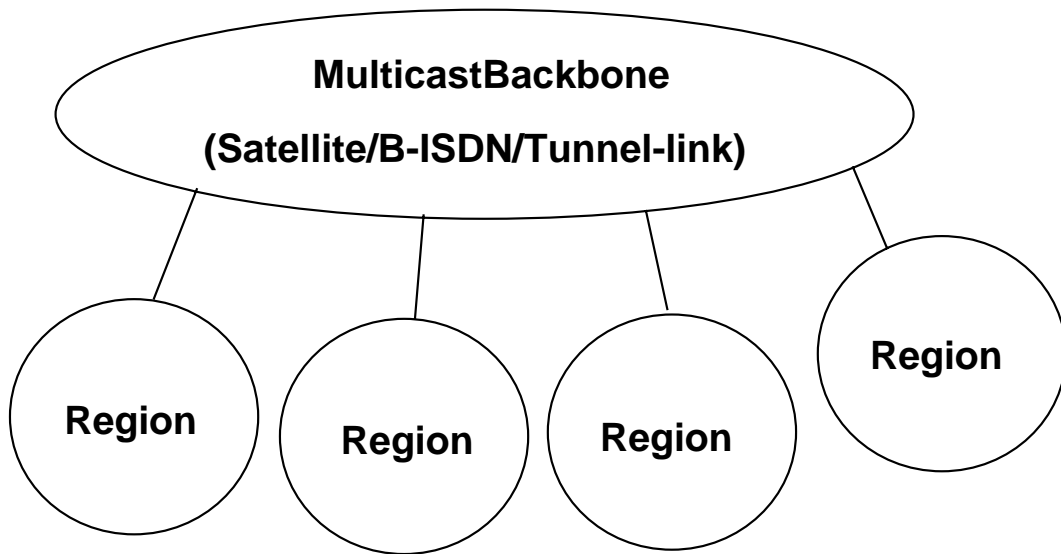 MulticastBackbone
(Satellite/B-ISDN/Tunnel-link)
Region
Region
Region
Region